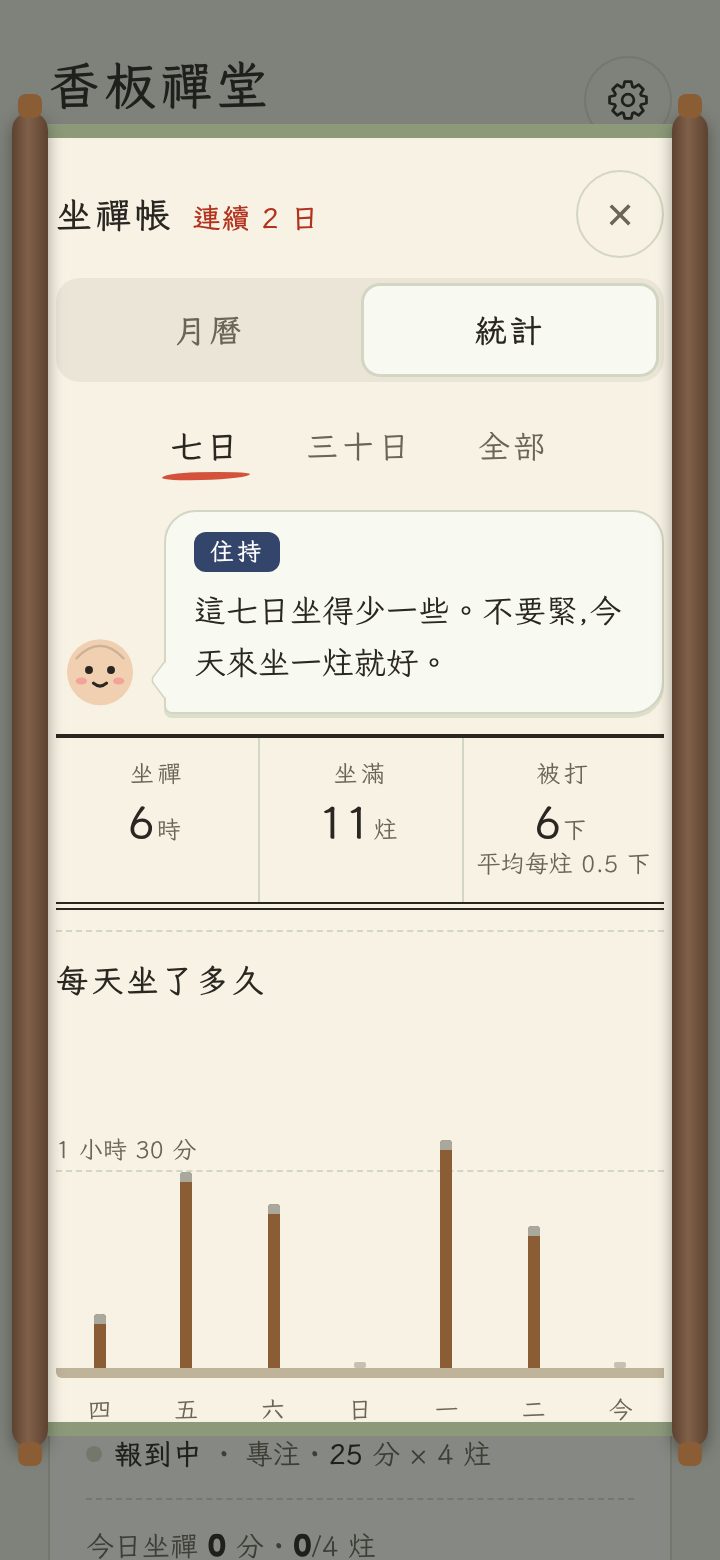 香板禪堂
坐禪帳 連續 2 日
×
月曆 統計
七日 三十日 全部
住持
這七日坐得少一些。不要緊,今
天來坐一炷就好。
坐禪 坐滿 被打
6時 11炷 6下
平均每炷 0.5 下
每天坐了多久
1 小時 30 分
四 五 六 日 一 二 今
報到中 · 專注 · 25 分 × 4 炷
今日坐禪 0 分 · 0/4 炷